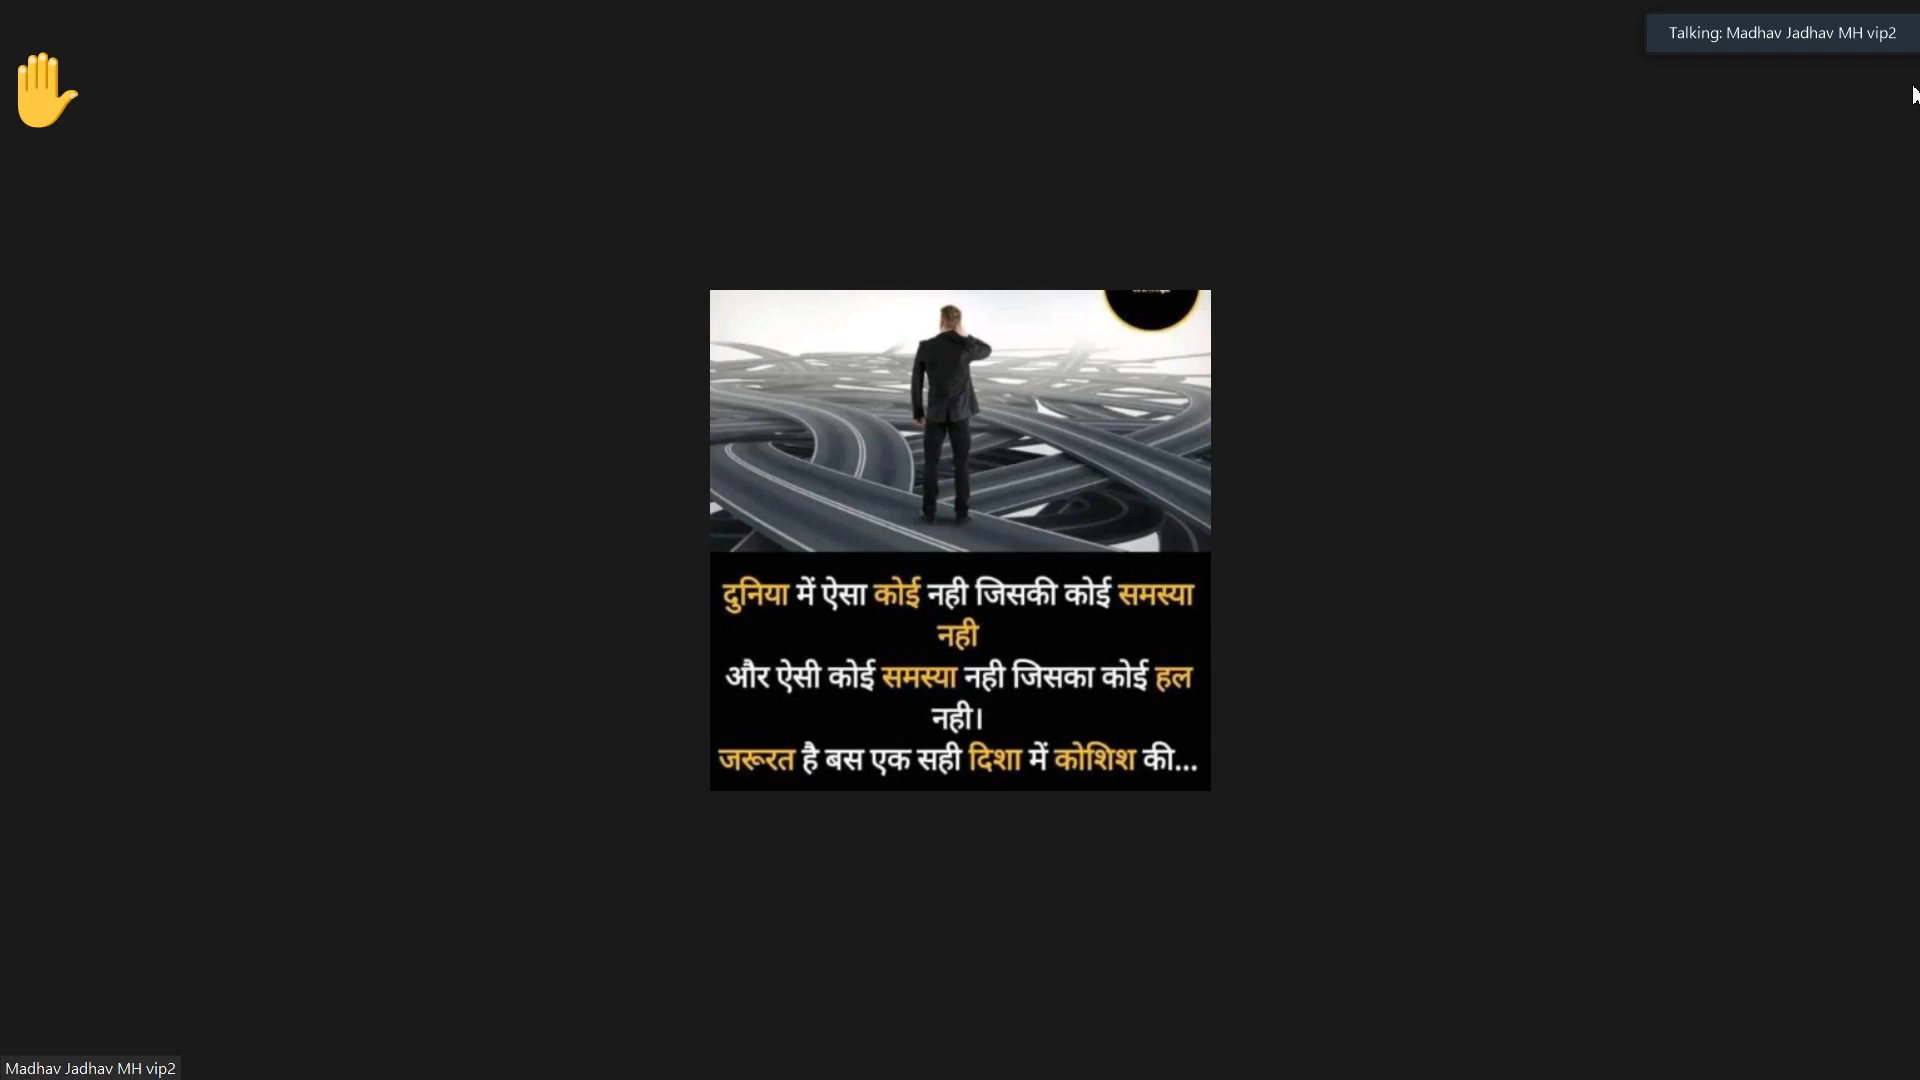 Talking: Madhav Jadhav MH vip2
दुनिया में ऐसा कोई नही जिसकी कोई समस्या
नही
और ऐसी कोई समस्या नही जिसका कोई हल
नही।
जरूरत है बस एक सही दिशा में कोशिश की...
Madhav Jadhav MH vip2